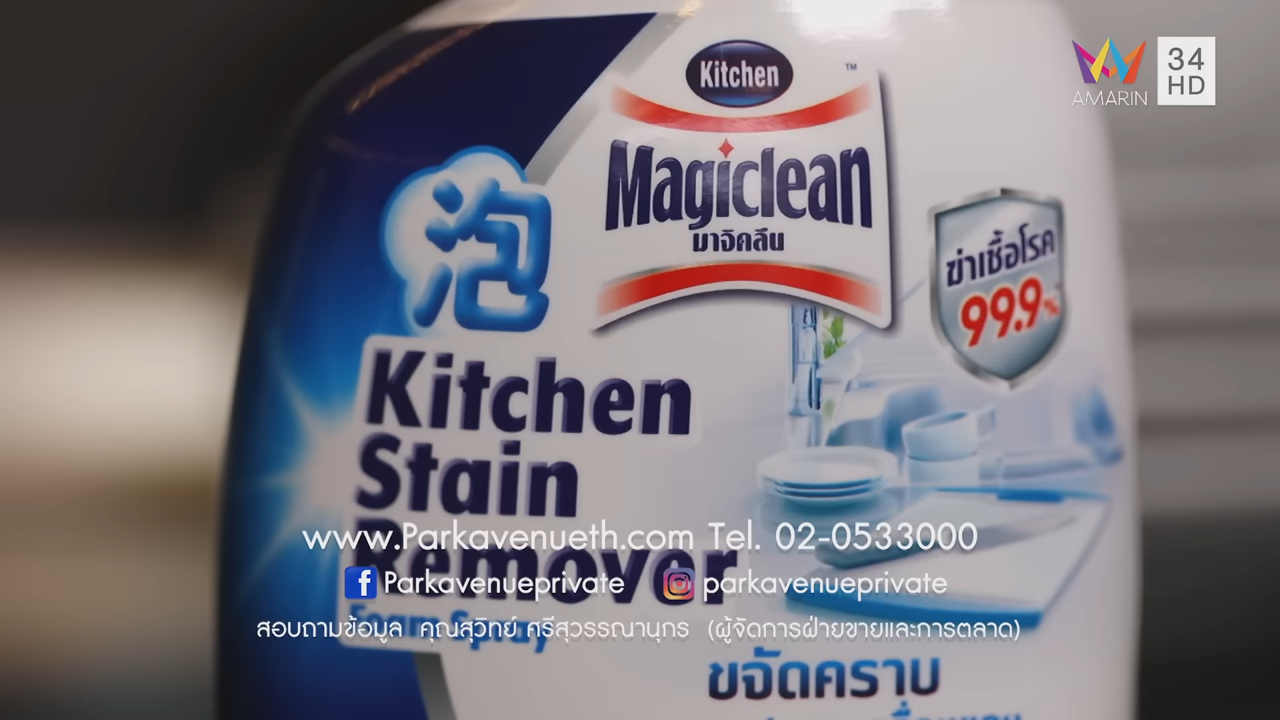 34
HD
AMARIN
Kitchen
™
Magiclean
มาจิคลีน
泡
ฆ่าเชื้อโรค
99.9%
Kitchen
Stain
Remover
Foam Spray
www.Parkavenueth.com Tel. 02-0533000
Parkavenueprivate parkavenueprivate
สอบถามข้อมูล คุณสุวิทย์ ศรีสุวรรณานุกร (ผู้จัดการฝ่ายขายและการตลาด)
ขจัดคราบ